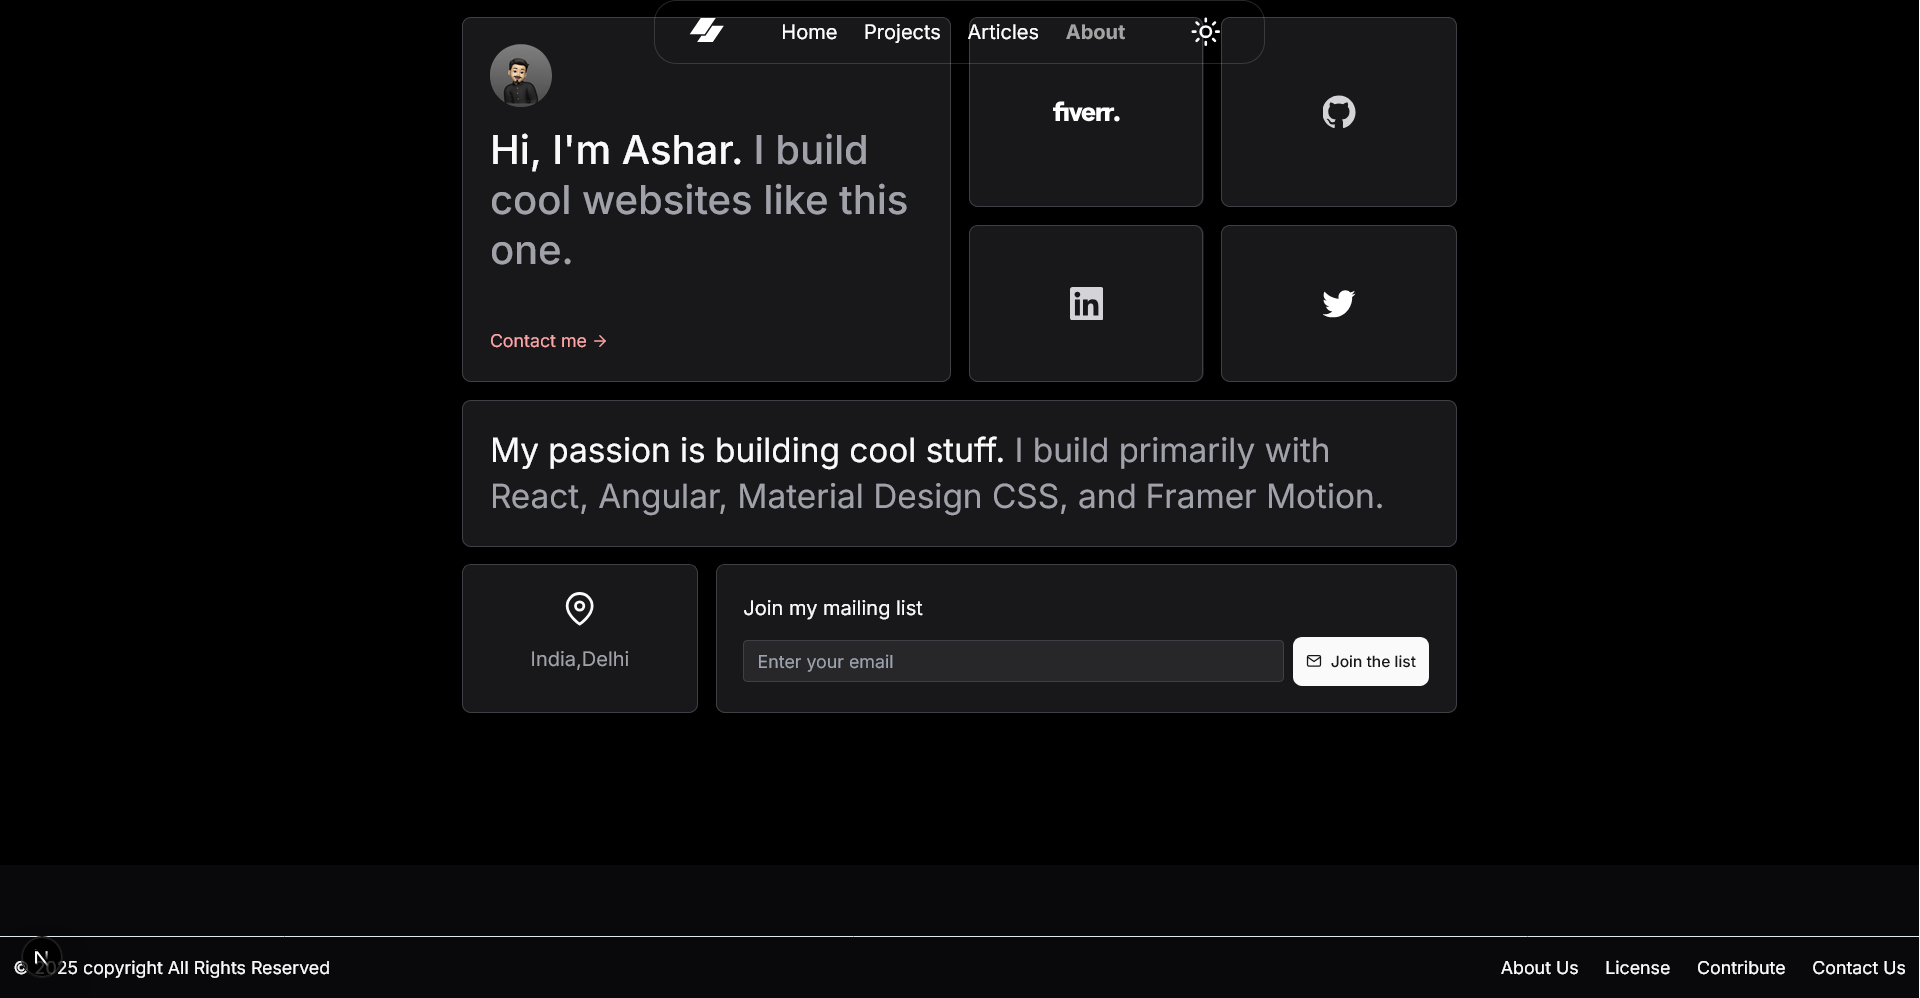 Home Projects Articles About
fiverr.
Hi, I'm Ashar. I build
cool websites like this
one.
in
Contact me →
My passion is building cool stuff. I build primarily with
React, Angular, Material Design CSS, and Framer Motion.
India,Delhi
Join my mailing list
Enter your email
Join the list
N
© 2025 copyright All Rights Reserved
About Us License Contribute Contact Us